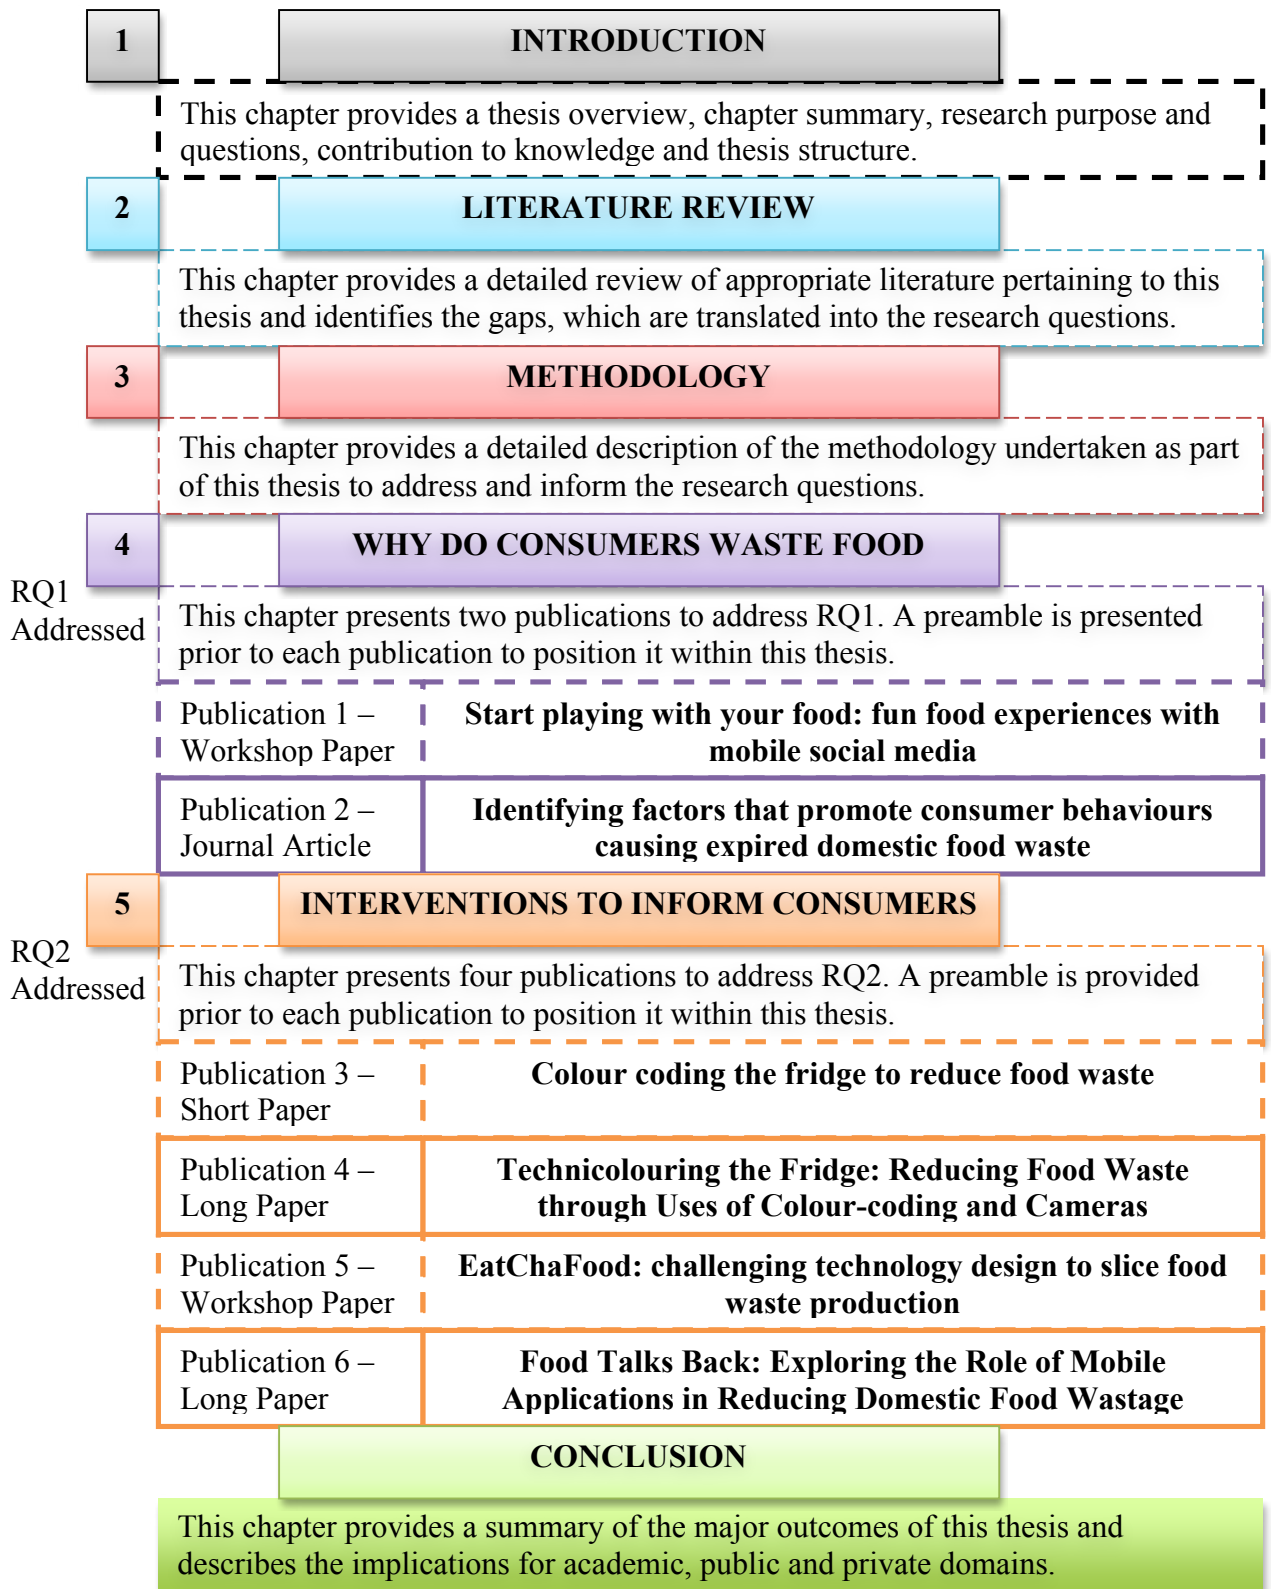 1
INTRODUCTION
This chapter provides a thesis overview, chapter summary, research purpose and
questions, contribution to knowledge and thesis structure.
2
LITERATURE REVIEW
This chapter provides a detailed review of appropriate literature pertaining to this
thesis and identifies the gaps, which are translated into the research questions.
3
METHODOLOGY
This chapter provides a detailed description of the methodology undertaken as part
of this thesis to address and inform the research questions.
4
WHY DO CONSUMERS WASTE FOOD
RQ1
Addressed
This chapter presents two publications to address RQ1. A preamble is presented
prior to each publication to position it within this thesis.
Publication 1 –
Workshop Paper
Start playing with your food: fun food experiences with
mobile social media
Publication 2 –
Journal Article
Identifying factors that promote consumer behaviours
causing expired domestic food waste
5
INTERVENTIONS TO INFORM CONSUMERS
RQ2
Addressed
This chapter presents four publications to address RQ2. A preamble is provided
prior to each publication to position it within this thesis.
Publication 3 –
Short Paper
Colour coding the fridge to reduce food waste
Publication 4 –
Long Paper
Technicolouring the Fridge: Reducing Food Waste
through Uses of Colour-coding and Cameras
Publication 5 –
Workshop Paper
EatChaFood: challenging technology design to slice food
waste production
Publication 6 –
Long Paper
Food Talks Back: Exploring the Role of Mobile
Applications in Reducing Domestic Food Wastage
CONCLUSION
This chapter provides a summary of the major outcomes of this thesis and
describes the implications for academic, public and private domains.